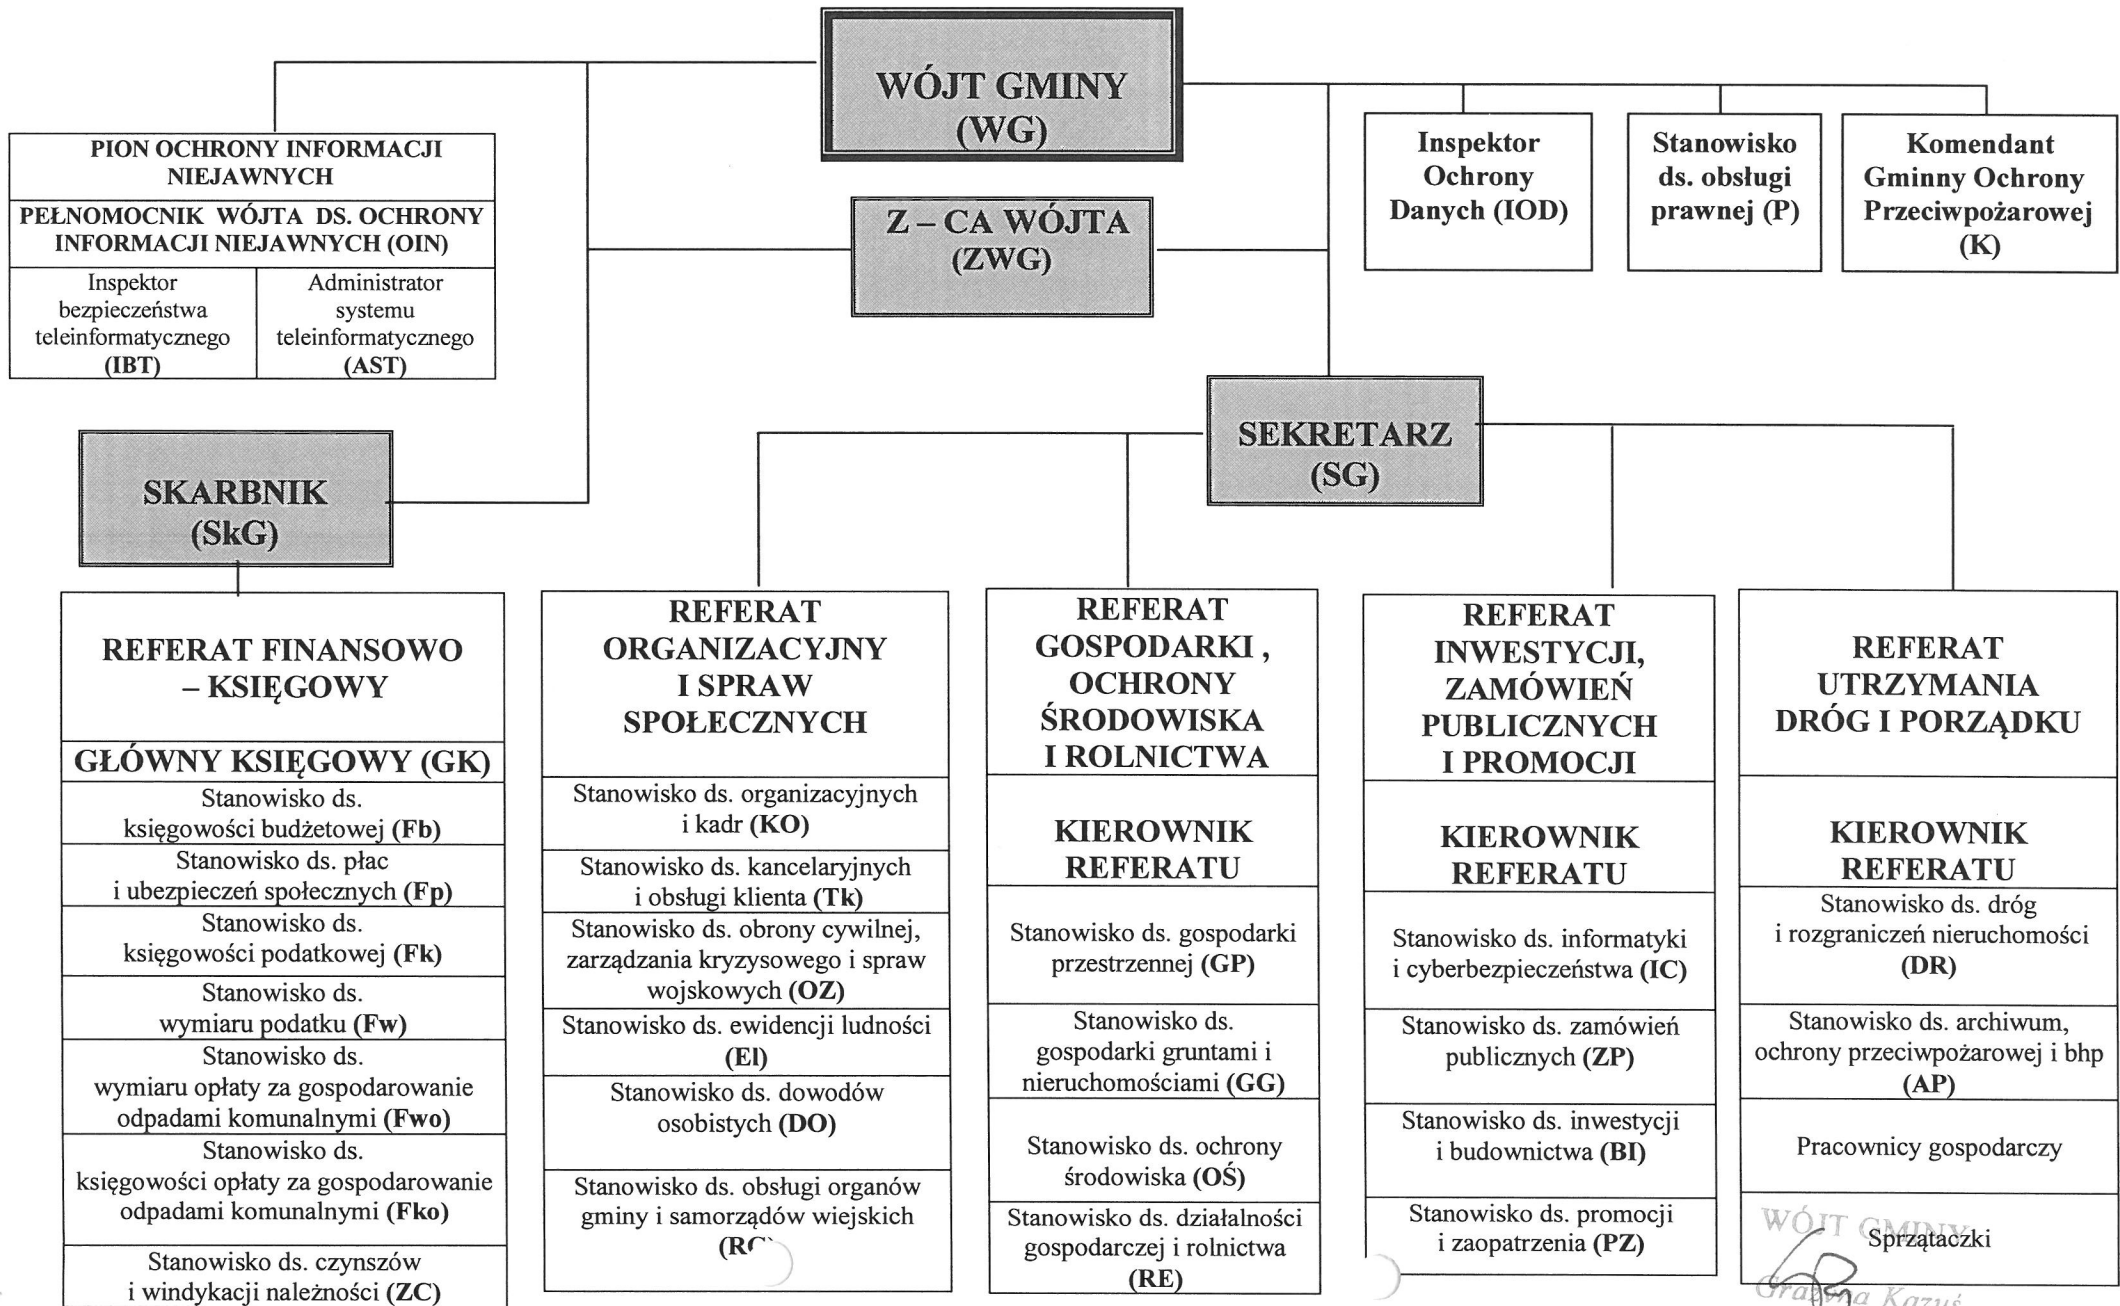 WÓJT GMINY
(WG)
PION OCHRONY INFORMACJI
NIEJAWNYCH
PEŁNOMOCNIK WÓJTA DS. OCHRONY
INFORMACJI NIEJAWNYCH (OIN)
Inspektor
bezpieczeństwa
teleinformatycznego
(IBT)
Administrator
systemu
teleinformatycznego
(AST)
Z – CA WÓJTA
(ZWG)
Inspektor
Ochrony
Danych (IOD)
Stanowisko
ds. obsługi
prawnej (P)
Komendant
Gminny Ochrony
Przeciwpożarowej
(K)
SKARBNIK
(SkG)
SEKRETARZ
(SG)
REFERAT FINANSOWO
– KSIĘGOWY
GŁÓWNY KSIĘGOWY (GK)
Stanowisko ds.
księgowości budżetowej (Fb)
Stanowisko ds. płac
i ubezpieczeń społecznych (Fp)
Stanowisko ds.
księgowości podatkowej (Fk)
Stanowisko ds.
wymiaru podatku (Fw)
Stanowisko ds.
wymiaru opłaty za gospodarowanie
odpadami komunalnymi (Fwo)
Stanowisko ds.
księgowości opłaty za gospodarowanie
odpadami komunalnymi (Fko)
Stanowisko ds. czynszów
i windykacji należności (ZC)
REFERAT
ORGANIZACYJNY
I SPRAW
SPOŁECZNYCH
Stanowisko ds. organizacyjnych
i kadr (KO)
Stanowisko ds. kancelaryjnych
i obsługi klienta (Tk)
Stanowisko ds. obrony cywilnej,
zarządzania kryzysowego i spraw
wojskowych (OZ)
Stanowisko ds. ewidencji ludności
(El)
Stanowisko ds. dowodów
osobistych (DO)
Stanowisko ds. obsługi organów
gminy i samorządów wiejskich
REFERAT
GOSPODARKI ,
OCHRONY
ŚRODOWISKA
I ROLNICTWA
KIEROWNIK
REFERATU
Stanowisko ds. gospodarki
przestrzennej (GP)
Stanowisko ds.
gospodarki gruntami i
nieruchomościami (GG)
Stanowisko ds. ochrony
środowiska (OŚ)
Stanowisko ds. działalności
gospodarczej i rolnictwa
(RE)
REFERAT
INWESTYCJI,
ZAMÓWIEŃ
PUBLICZNYCH
I PROMOCJI
KIEROWNIK
REFERATU
Stanowisko ds. informatyki
i cyberbezpieczeństwa (IC)
Stanowisko ds. zamówień
publicznych (ZP)
Stanowisko ds. inwestycji
i budownictwa (BI)
Stanowisko ds. promocji
i zaopatrzenia (PZ)
REFERAT
UTRZYMANIA
DRÓG I PORZĄDKU
KIEROWNIK
REFERATU
Stanowisko ds. dróg
i rozgraniczeń nieruchomości
(DR)
Stanowisko ds. archiwum,
ochrony przeciwpożarowej i bhp
(AP)
Pracownicy gospodarczy
Sprzątaczki
WÓJT GMINY
Grażyna Kazuś